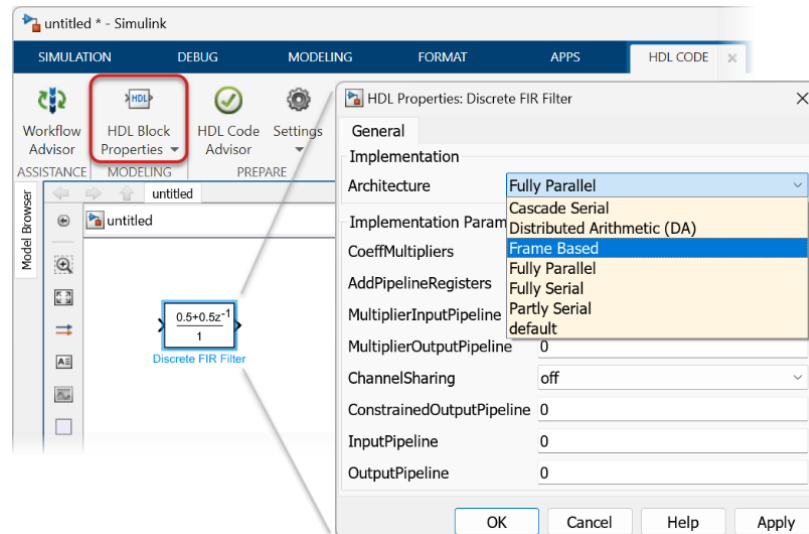 untitled * - Simulink
SIMULATION DEBUG MODELING FORMAT APPS HDL CODE
Workflow Advisor
HDL Block Properties
HDL Code Advisor
Settings
ASSISTANCE MODELING PREPARE
Model Browser
untitled
untitled
0.5+0.5z-1
1
Discrete FIR Filter
HDL Properties: Discrete FIR Filter
General
Implementation
Architecture Fully Parallel
Cascade Serial
Distributed Arithmetic (DA)
Frame Based
Fully Parallel
Fully Serial
Partly Serial
default
Implementation Param
CoeffMultipliers
AddPipelineRegisters
MultiplierInputPipeline
MultiplierOutputPipeline 0
ChannelSharing off
ConstrainedOutputPipeline 0
InputPipeline 0
OutputPipeline 0
OK Cancel Help Apply